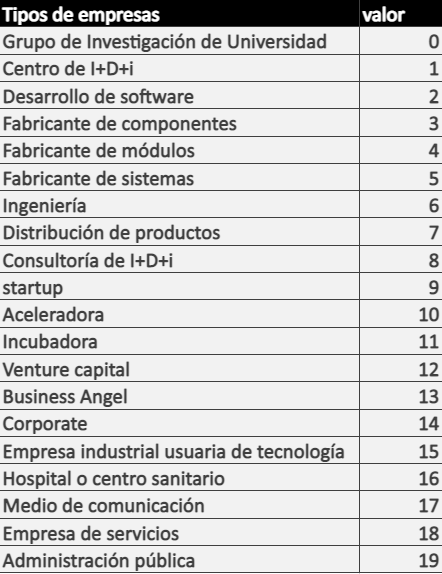 Tipos de empresas valor
Grupo de Investigación de Universidad 0
Centro de I+D+i 1
Desarrollo de software 2
Fabricante de componentes 3
Fabricante de módulos 4
Fabricante de sistemas 5
Ingeniería 6
Distribución de productos 7
Consultoría de I+D+i 8
startup 9
Aceleradora 10
Incubadora 11
Venture capital 12
Business Angel 13
Corporate 14
Empresa industrial usuaria de tecnología 15
Hospital o centro sanitario 16
Medio de comunicación 17
Empresa de servicios 18
Administración pública 19